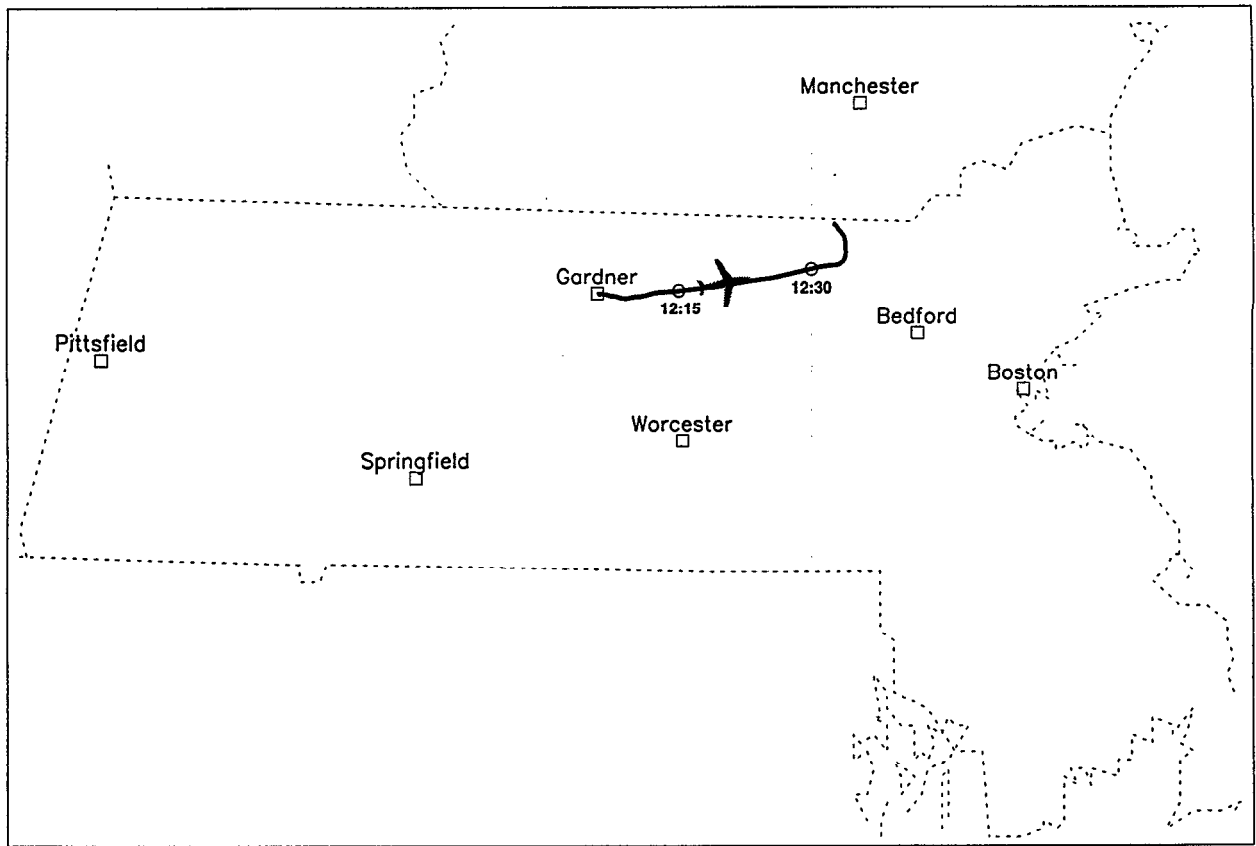 Manchester
Gardner
12:15
12:30
Bedford
Pittsfield
Boston
Worcester
Springfield